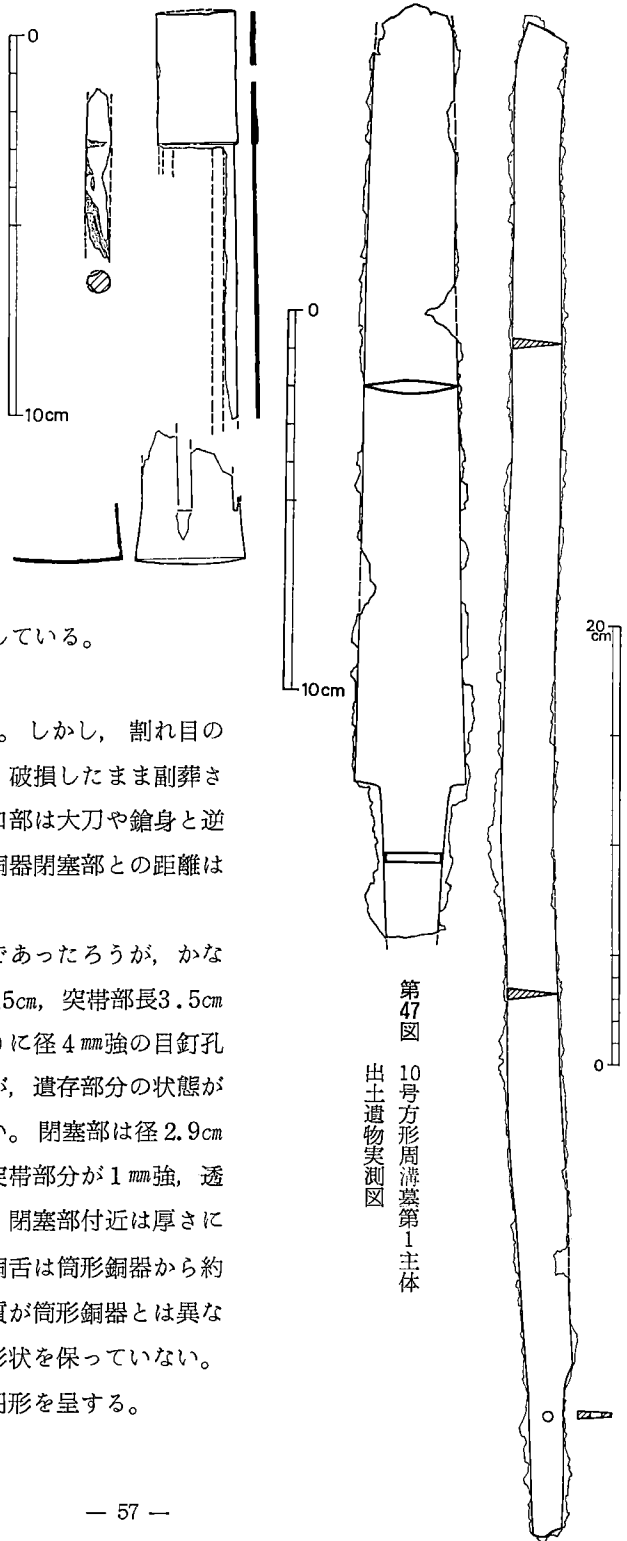 0
10cm
0
10cm
20
cm
0
している。
。しかし，割れ目の
破損したまま副葬さ
口部は大刀や鎗身と逆
銅器閉塞部との距離は
であったろうが，かな
5cm，突帯部長3.5cm
）に径4㎜強の目釘孔
が，遺存部分の状態が
い。閉塞部は径2.9cm
突帯部分が1㎜強，透
閉塞部付近は厚さに
銅舌は筒形銅器から約
質が筒形銅器とは異な
形状を保っていない。
円形を呈する。
第47図　10号方形周溝墓第1主体
出土遺物実測図
— 57 —